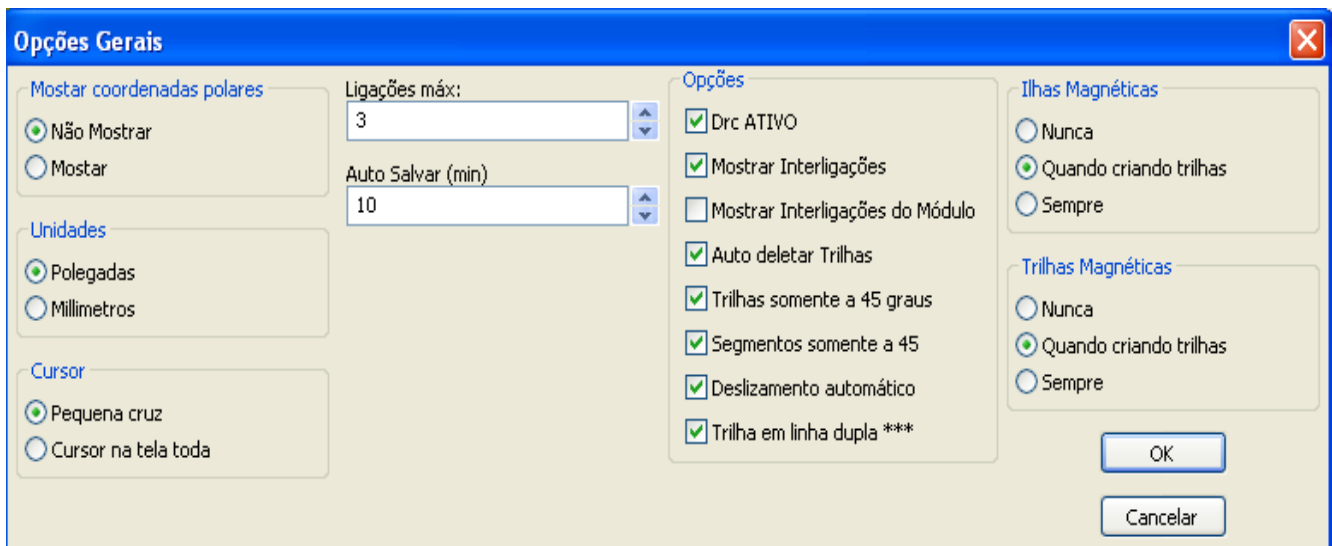 Opções Gerais
Mostar coordenadas polares
Não Mostrar
Mostar
Unidades
Polegadas
Millimetros
Cursor
Pequena cruz
Cursor na tela toda
Ligações máx:
3
Auto Salvar (min)
10
Opções
Drc ATIVO
Mostrar Interligações
Mostrar Interligações do Módulo
Auto deletar Trilhas
Trilhas somente a 45 graus
Segmentos somente a 45
Deslizamento automático
Trilha em linha dupla ***
Ilhas Magnéticas
Nunca
Quando criando trilhas
Sempre
Trilhas Magnéticas
Nunca
Quando criando trilhas
Sempre
OK
Cancelar